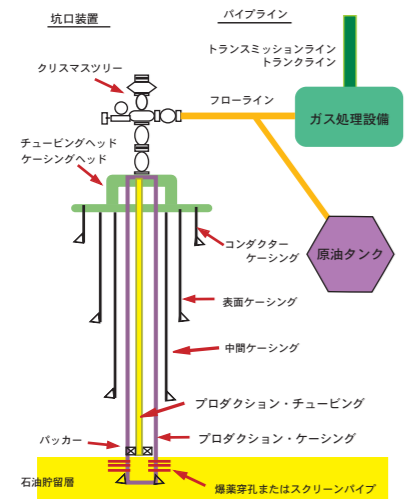 坑口装置
パイプライン
トランスミッションライン
トランクライン
クリスマスツリー
フローライン
ガス処理設備
チュービングヘッド
ケーシングヘッド
コンダクター
ケーシング
原油タンク
表面ケーシング
中間ケーシング
プロダクション・チュービング
パッカー
プロダクション・ケーシング
石油貯留層
爆薬穿孔またはスクリーンパイプ